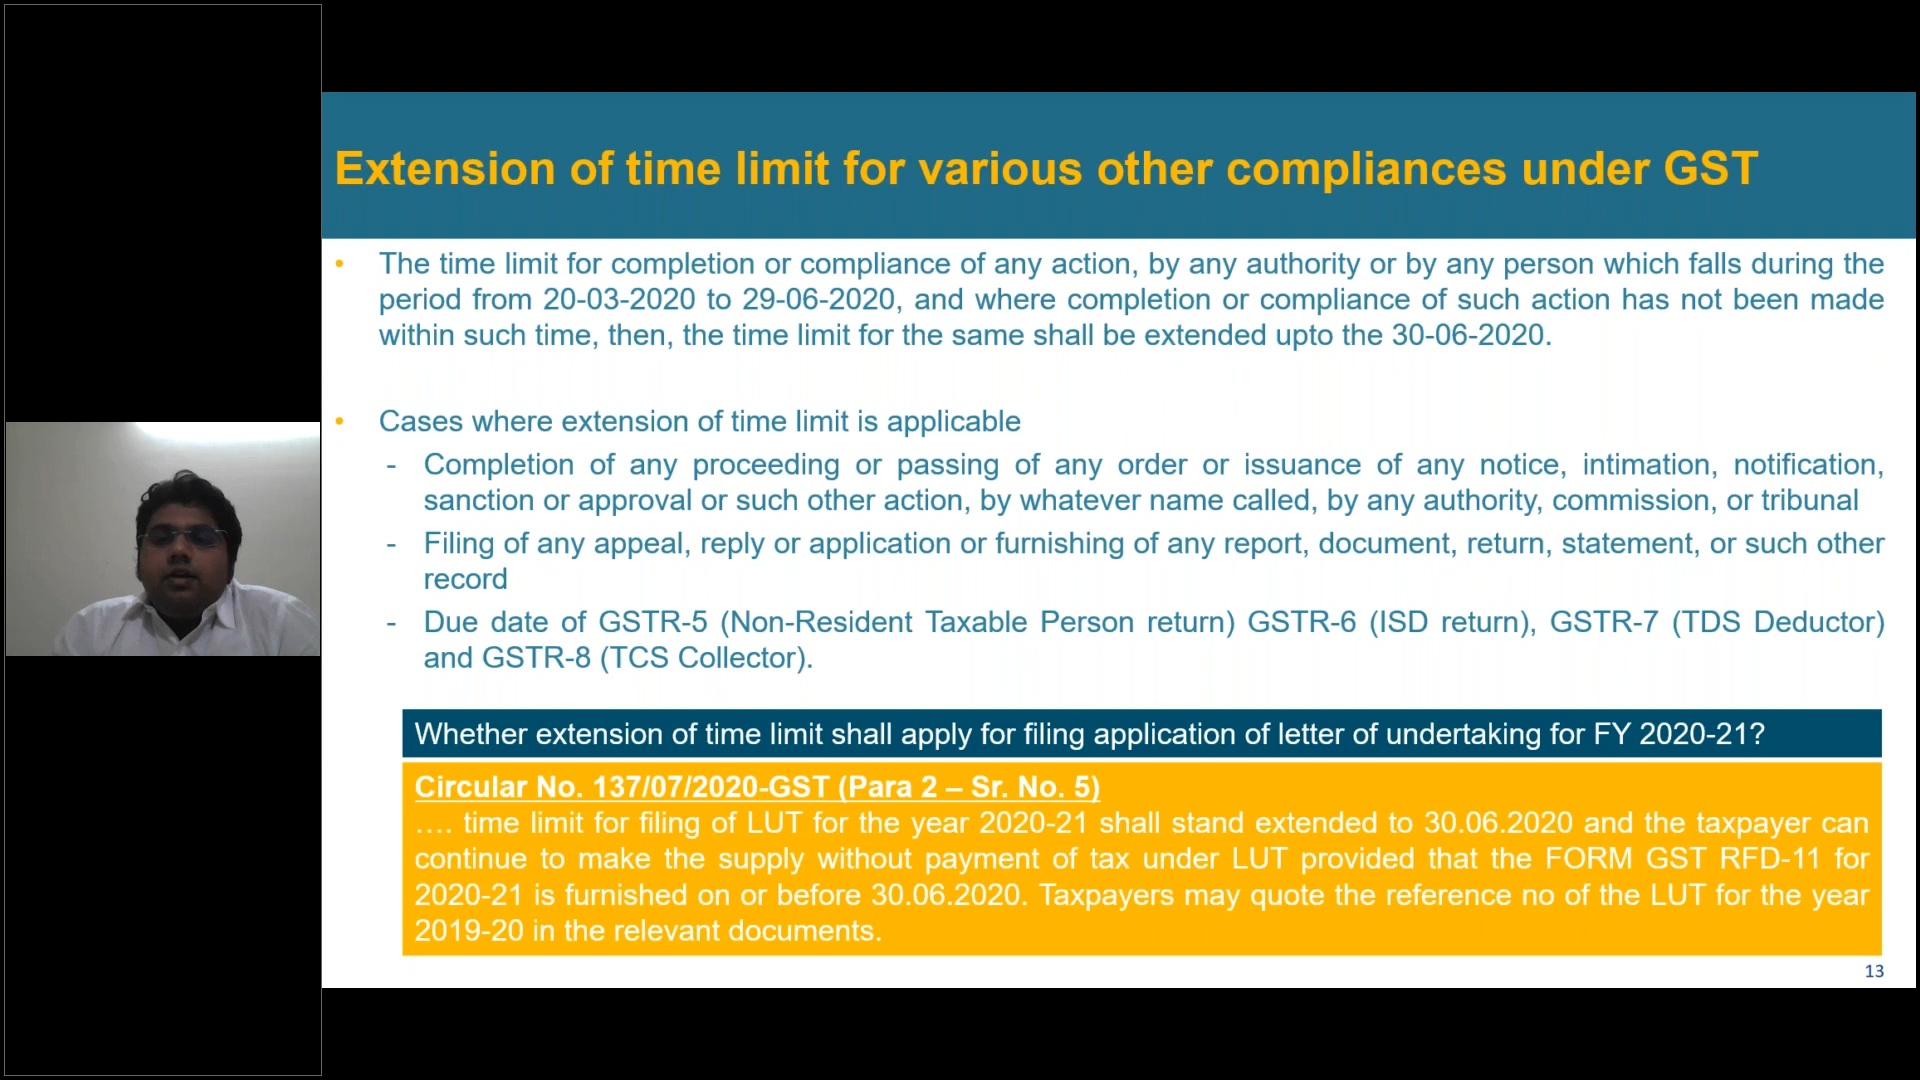 Extension of time limit for various other compliances under GST
• The time limit for completion or compliance of any action, by any authority or by any person which falls during the
period from 20-03-2020 to 29-06-2020, and where completion or compliance of such action has not been made
within such time, then, the time limit for the same shall be extended upto the 30-06-2020.
• Cases where extension of time limit is applicable
- Completion of any proceeding or passing of any order or issuance of any notice, intimation, notification,
sanction or approval or such other action, by whatever name called, by any authority, commission, or tribunal
- Filing of any appeal, reply or application or furnishing of any report, document, return, statement, or such other
record
- Due date of GSTR-5 (Non-Resident Taxable Person return) GSTR-6 (ISD return), GSTR-7 (TDS Deductor)
and GSTR-8 (TCS Collector).
Whether extension of time limit shall apply for filing application of letter of undertaking for FY 2020-21?
Circular No. 137/07/2020-GST (Para 2 – Sr. No. 5)
…. time limit for filing of LUT for the year 2020-21 shall stand extended to 30.06.2020 and the taxpayer can
continue to make the supply without payment of tax under LUT provided that the FORM GST RFD-11 for
2020-21 is furnished on or before 30.06.2020. Taxpayers may quote the reference no of the LUT for the year
2019-20 in the relevant documents.
13